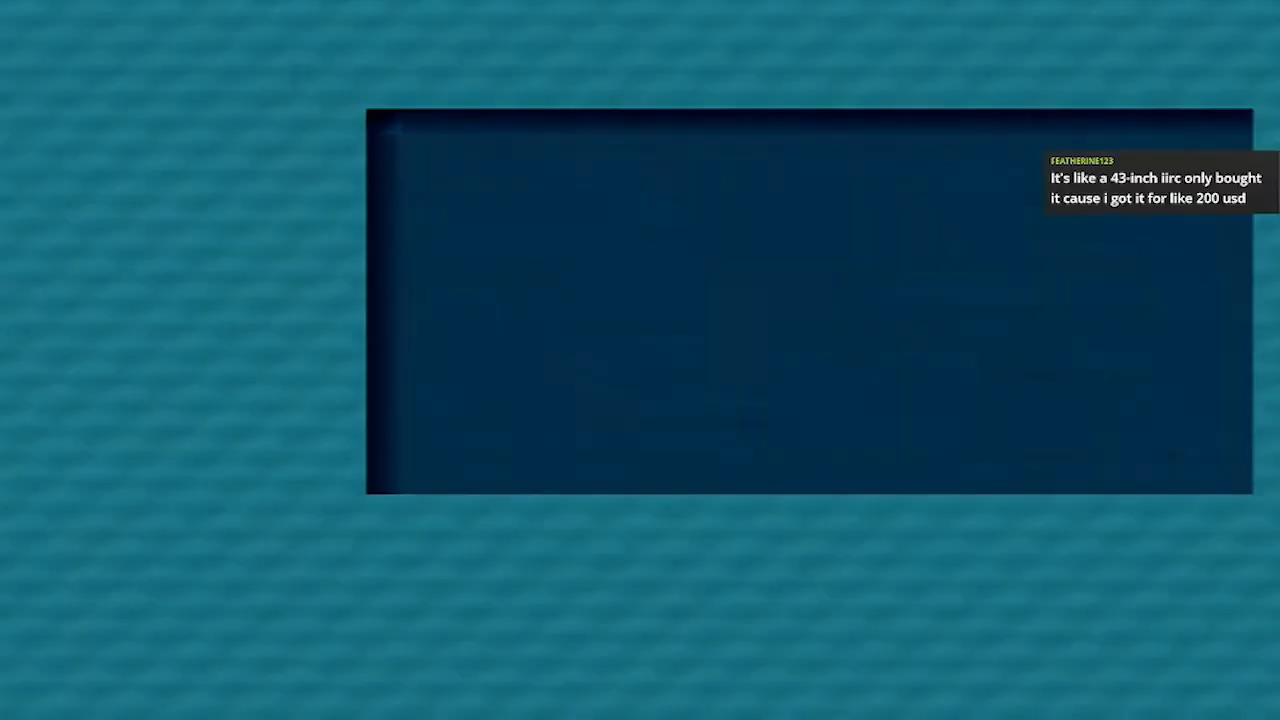 FEATHERINE123
It's like a 43-inch iirc only bought
it cause i got it for like 200 usd